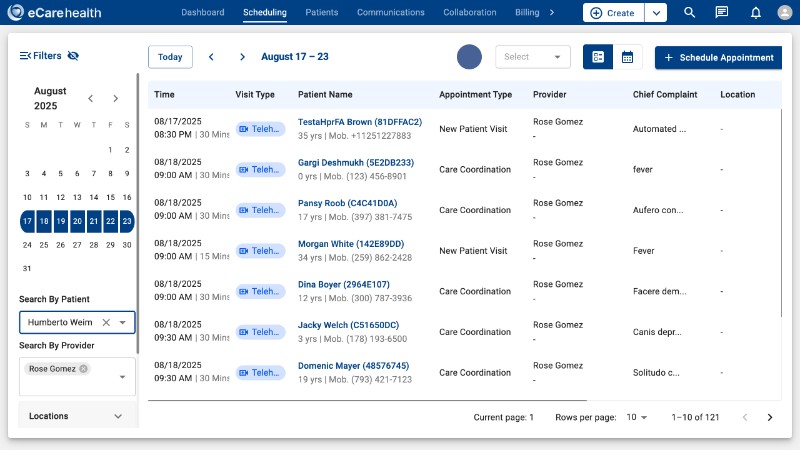 eCarehealth
Dashboard Scheduling Patients Communications Collaboration Billing Create
Filters
Today August 17 – 23 Select Schedule Appointment
August
2025
S M T W T F S
1 2
3 4 5 6 7 8 9
10 11 12 13 14 15 16
17 18 19 20 21 22 23
24 25 26 27 28 29 30
31
Search By Patient
Humberto Weim
Search By Provider
Rose Gomez
Locations
Time Visit Type Patient Name Appointment Type Provider Chief Complaint Location
08/17/2025 TestaHprFA Brown (81DFFAC2) Rose Gomez
08:30 PM | 30 Mins Teleh... 35 yrs | Mob. +11251227883 New Patient Visit - Automated ... -
08/18/2025 Gargi Deshmukh (5E2DB233) Rose Gomez
09:00 AM | 30 Mins Teleh... 0 yrs | Mob. (123) 456-8901 Care Coordination - fever -
08/18/2025 Pansy Roob (C4C41D0A) Rose Gomez
09:00 AM | 30 Mins Teleh... 17 yrs | Mob. (397) 381-7475 Care Coordination - Aufero con... -
08/18/2025 Morgan White (142E89DD) Rose Gomez
09:00 AM | 15 Mins Teleh... 34 yrs | Mob. (259) 862-2428 New Patient Visit - Fever -
08/18/2025 Dina Boyer (2964E107) Rose Gomez
09:00 AM | 30 Mins Teleh... 12 yrs | Mob. (300) 787-3936 Care Coordination - Facere dem... -
08/18/2025 Jacky Welch (C51650DC) Rose Gomez
09:30 AM | 30 Mins Teleh... 3 yrs | Mob. (178) 193-6500 Care Coordination - Canis depr... -
08/18/2025 Domenic Mayer (48576745) Rose Gomez
09:30 AM | 30 Mins Teleh... 19 yrs | Mob. (793) 421-7123 Care Coordination - Solitudo c... -
Current page: 1 Rows per page: 10 1–10 of 121